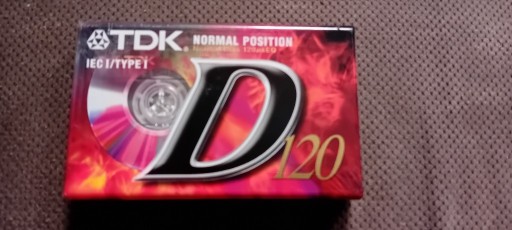 TDK
NORMAL POSITION
IEC I/TYPE I
D
120